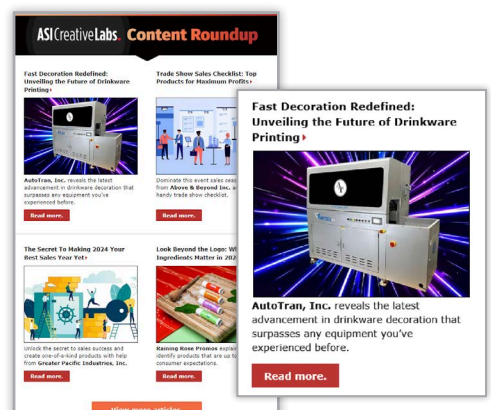 ASI CreativeLabs. Content Roundup
Fast Decoration Redefined:
Unveiling the Future of Drinkware
Printing
AutoTran, Inc. reveals the latest
advancement in drinkware decoration that
surpasses any equipment you've
experienced before.
Read more.
Trade Show Sales Checklist: Top
Products for Maximum Profits
Dominate this event sales
from Above & Beyond Inc.
handy trade show checklist.
Read more.
The Secret To Making 2024 Your
Best Sales Year Yet
Unlock the secret to sales success and
create one-of-a-kind products with help
from Greater Pacific Industries, Inc.
Read more.
Look Beyond the Logo:
Ingredients Matter in
Raining Rose Promos
identify products that are up to
consumer expectations.
Read more.
View more articles
Fast Decoration Redefined:
Unveiling the Future of Drinkware
Printing
AutoTran, Inc. reveals the latest
advancement in drinkware decoration that
surpasses any equipment you've
experienced before.
Read more.